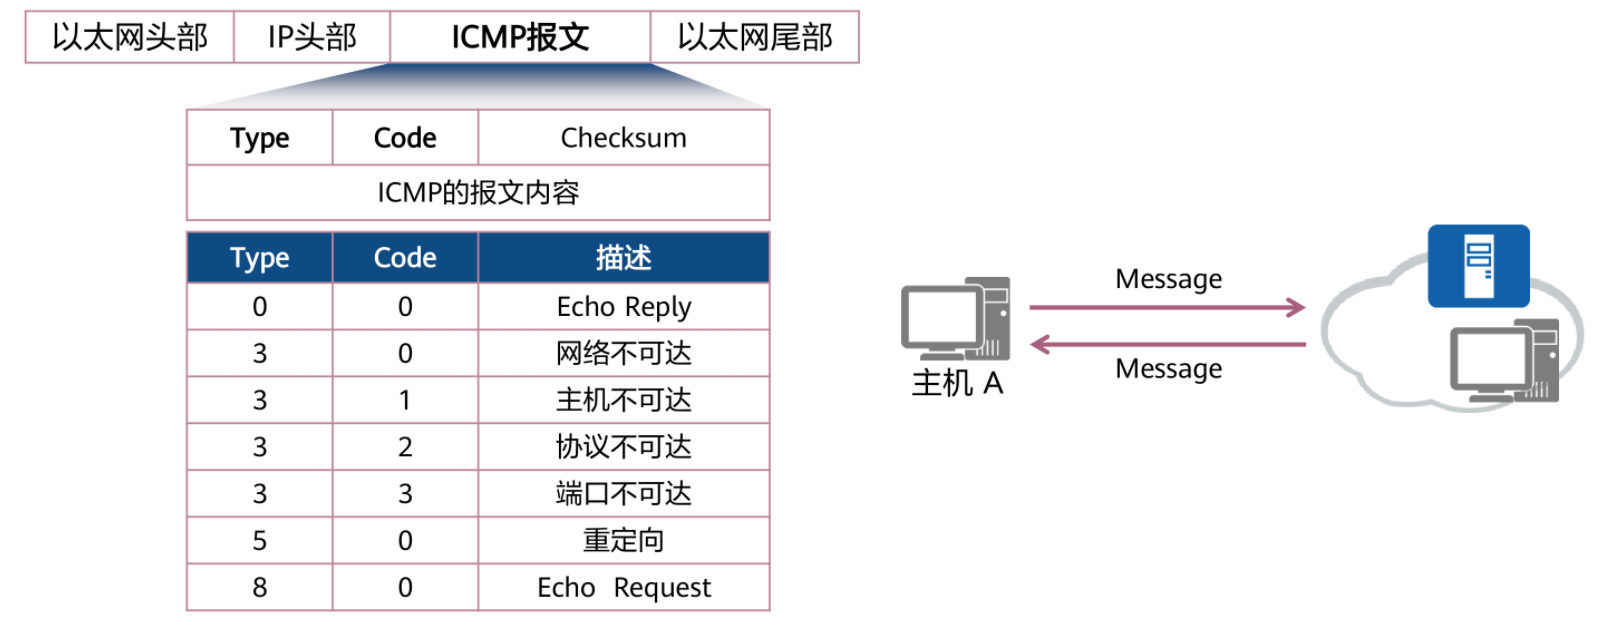 以太网头部 IP头部 ICMP报文 以太网尾部
Type Code Checksum
ICMP的报文内容
Type Code 描述
0 0 Echo Reply
3 0 网络不可达
3 1 主机不可达
3 2 协议不可达
3 3 端口不可达
5 0 重定向
8 0 Echo Request
Message
Message
主机 A